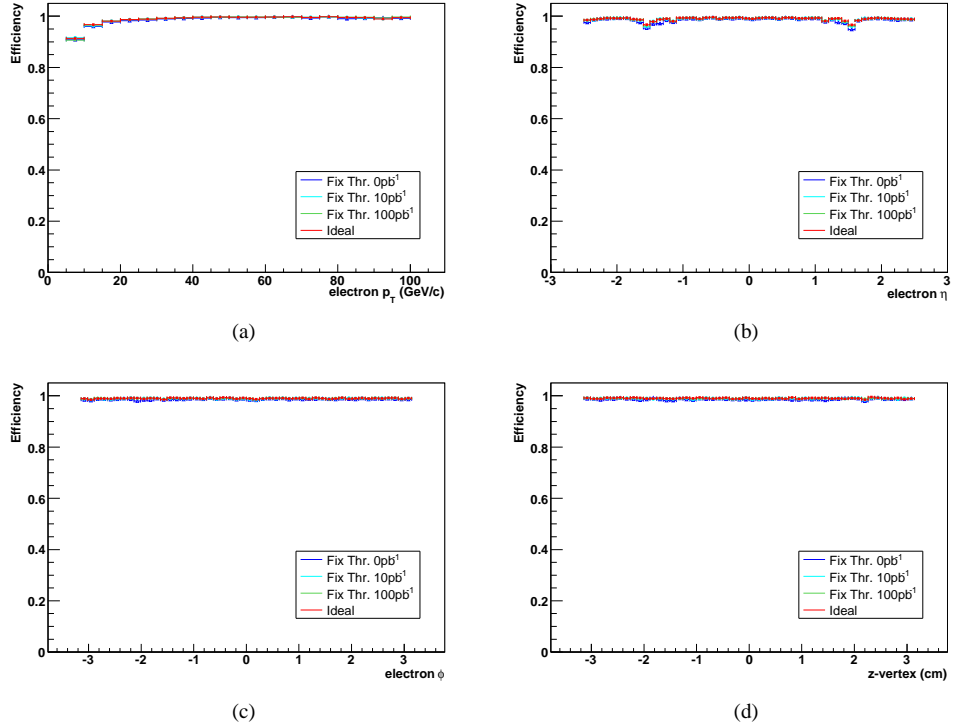 Efficiency
1
0.8
0.6
0.4
0.2
0
0 20 40 60 80 100
electron p_T (GeV/c)
Fix Thr. 0pb⁻¹
Fix Thr. 10pb⁻¹
Fix Thr. 100pb⁻¹
Ideal
(a)
Efficiency
1
0.8
0.6
0.4
0.2
0
-3 -2 -1 0 1 2 3
electron η
Fix Thr. 0pb⁻¹
Fix Thr. 10pb⁻¹
Fix Thr. 100pb⁻¹
Ideal
(b)
Efficiency
1
0.8
0.6
0.4
0.2
0
-3 -2 -1 0 1 2 3
electron ϕ
Fix Thr. 0pb⁻¹
Fix Thr. 10pb⁻¹
Fix Thr. 100pb⁻¹
Ideal
(c)
Efficiency
1
0.8
0.6
0.4
0.2
0
-3 -2 -1 0 1 2 3
z-vertex (cm)
Fix Thr. 0pb⁻¹
Fix Thr. 10pb⁻¹
Fix Thr. 100pb⁻¹
Ideal
(d)